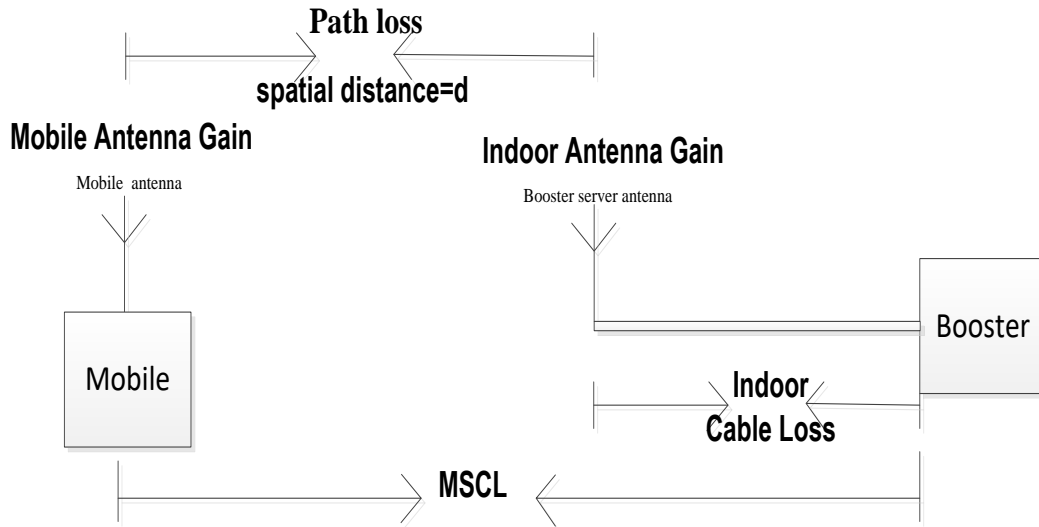 Path loss
spatial distance=d
Mobile Antenna Gain
Indoor Antenna Gain
Mobile antenna
Booster server antenna
Booster
Mobile
Indoor
Cable Loss
MSCL